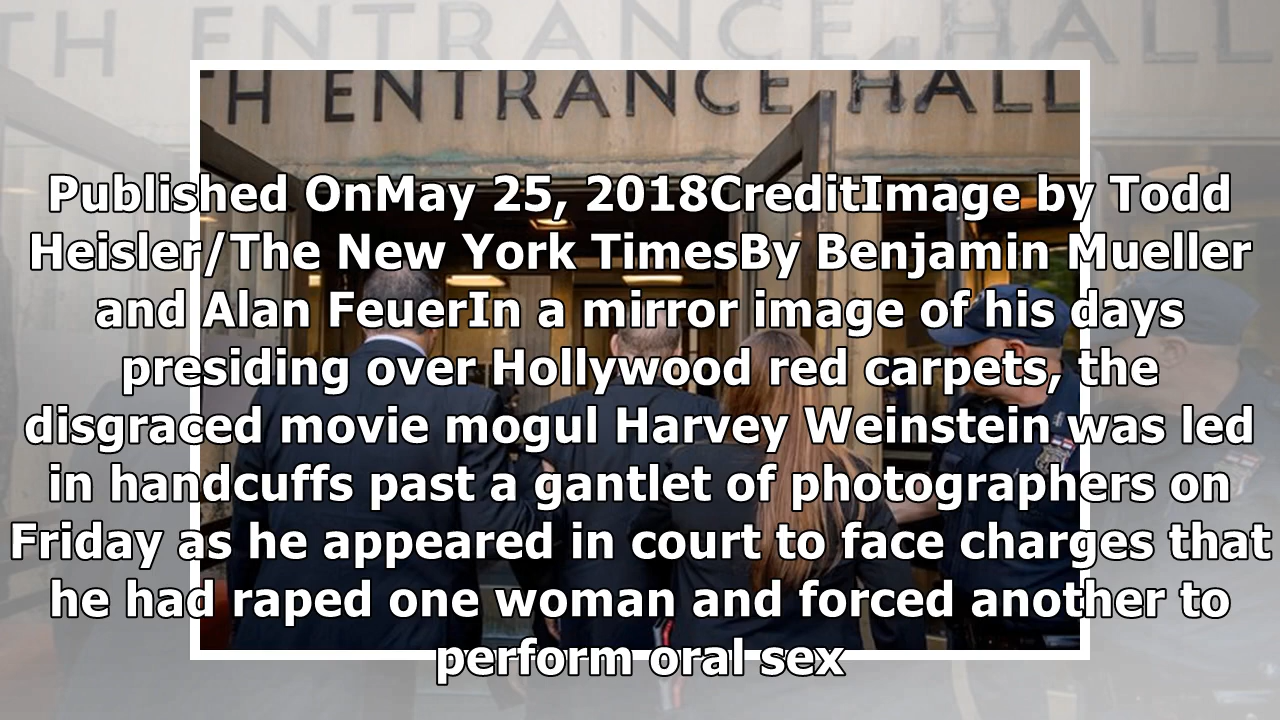 TH ENTRANCE HALL
TH ENTRANCE HALL
Published OnMay 25, 2018CreditImage by Todd
Heisler/The New York TimesBy Benjamin Mueller
and Alan FeuerIn a mirror image of his days
presiding over Hollywood red carpets, the
disgraced movie mogul Harvey Weinstein was led
in handcuffs past a gantlet of photographers on
Friday as he appeared in court to face charges that
he had raped one woman and forced another to
perform oral sex